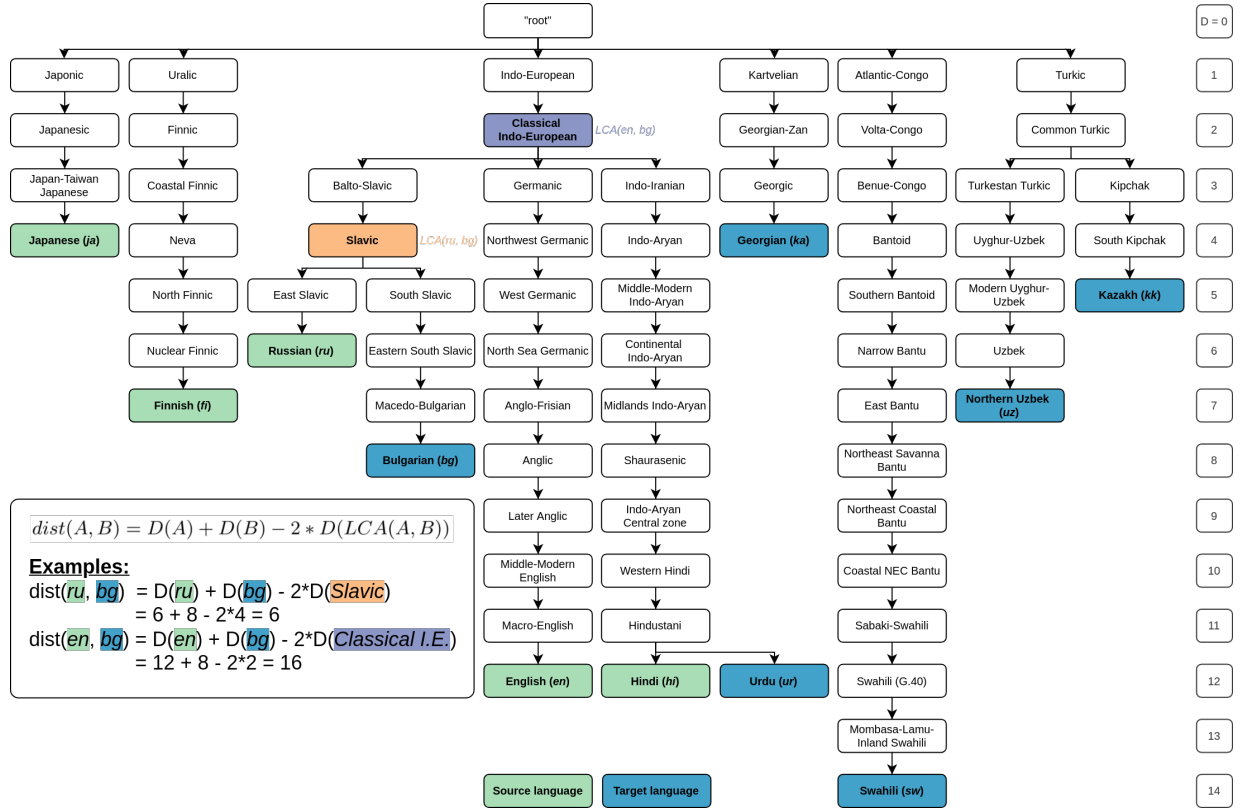 "root"
D = 0
Japonic
Uralic
Indo-European
Kartvelian
Atlantic-Congo
Turkic
1
Japanesic
Finnic
Classical
Indo-European
LCA(en, bg)
Georgian-Zan
Volta-Congo
Common Turkic
2
Japan-Taiwan
Japanese
Coastal Finnic
Balto-Slavic
Germanic
Indo-Iranian
Georgic
Benue-Congo
Turkestan Turkic
Kipchak
3
Japanese (ja)
Neva
Slavic
LCA(ru, bg)
Northwest Germanic
Indo-Aryan
Georgian (ka)
Bantoid
Uyghur-Uzbek
South Kipchak
4
North Finnic
East Slavic
South Slavic
West Germanic
Middle-Modern
Indo-Aryan
Southern Bantoid
Modern Uyghur-
Uzbek
Kazakh (kk)
5
Nuclear Finnic
Russian (ru)
Eastern South Slavic
North Sea Germanic
Continental
Indo-Aryan
Narrow Bantu
Uzbek
6
Finnish (fi)
Macedo-Bulgarian
Anglo-Frisian
Midlands Indo-Aryan
East Bantu
Northern Uzbek
(uz)
7
Bulgarian (bg)
Anglic
Shaurasenic
Northeast Savanna
Bantu
8
Later Anglic
Indo-Aryan
Central zone
Northeast Coastal
Bantu
9
Middle-Modern
English
Western Hindi
Coastal NEC Bantu
10
Macro-English
Hindustani
Sabaki-Swahili
11
English (en)
Hindi (hi)
Urdu (ur)
Swahili (G.40)
12
Mombasa-Lamu-
Inland Swahili
13
Source language
Target language
Swahili (sw)
14
dist(A, B) = D(A) + D(B) − 2 ∗ D(LCA(A, B))
Examples:
dist(ru, bg) = D(ru) + D(bg) - 2*D(Slavic)
= 6 + 8 - 2*4 = 6
dist(en, bg) = D(en) + D(bg) - 2*D(Classical I.E.)
= 12 + 8 - 2*2 = 16